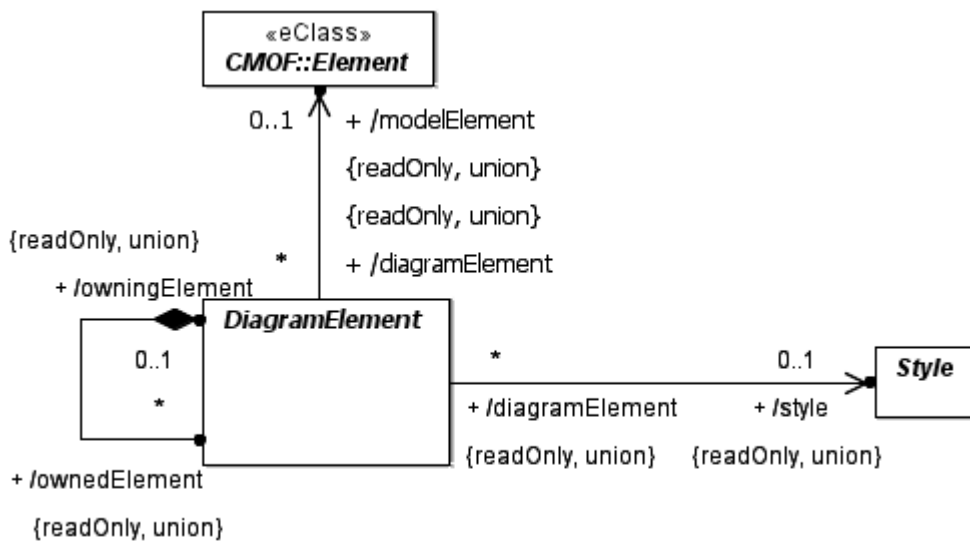 «eClass»
CMOF::Element
0..1
+ /modelElement
{readOnly, union}
{readOnly, union}
{readOnly, union}
*
+ /diagramElement
+ /owningElement
DiagramElement
0..1
*
*
0..1
Style
+ /diagramElement
+ /style
{readOnly, union}
{readOnly, union}
+ /ownedElement
{readOnly, union}